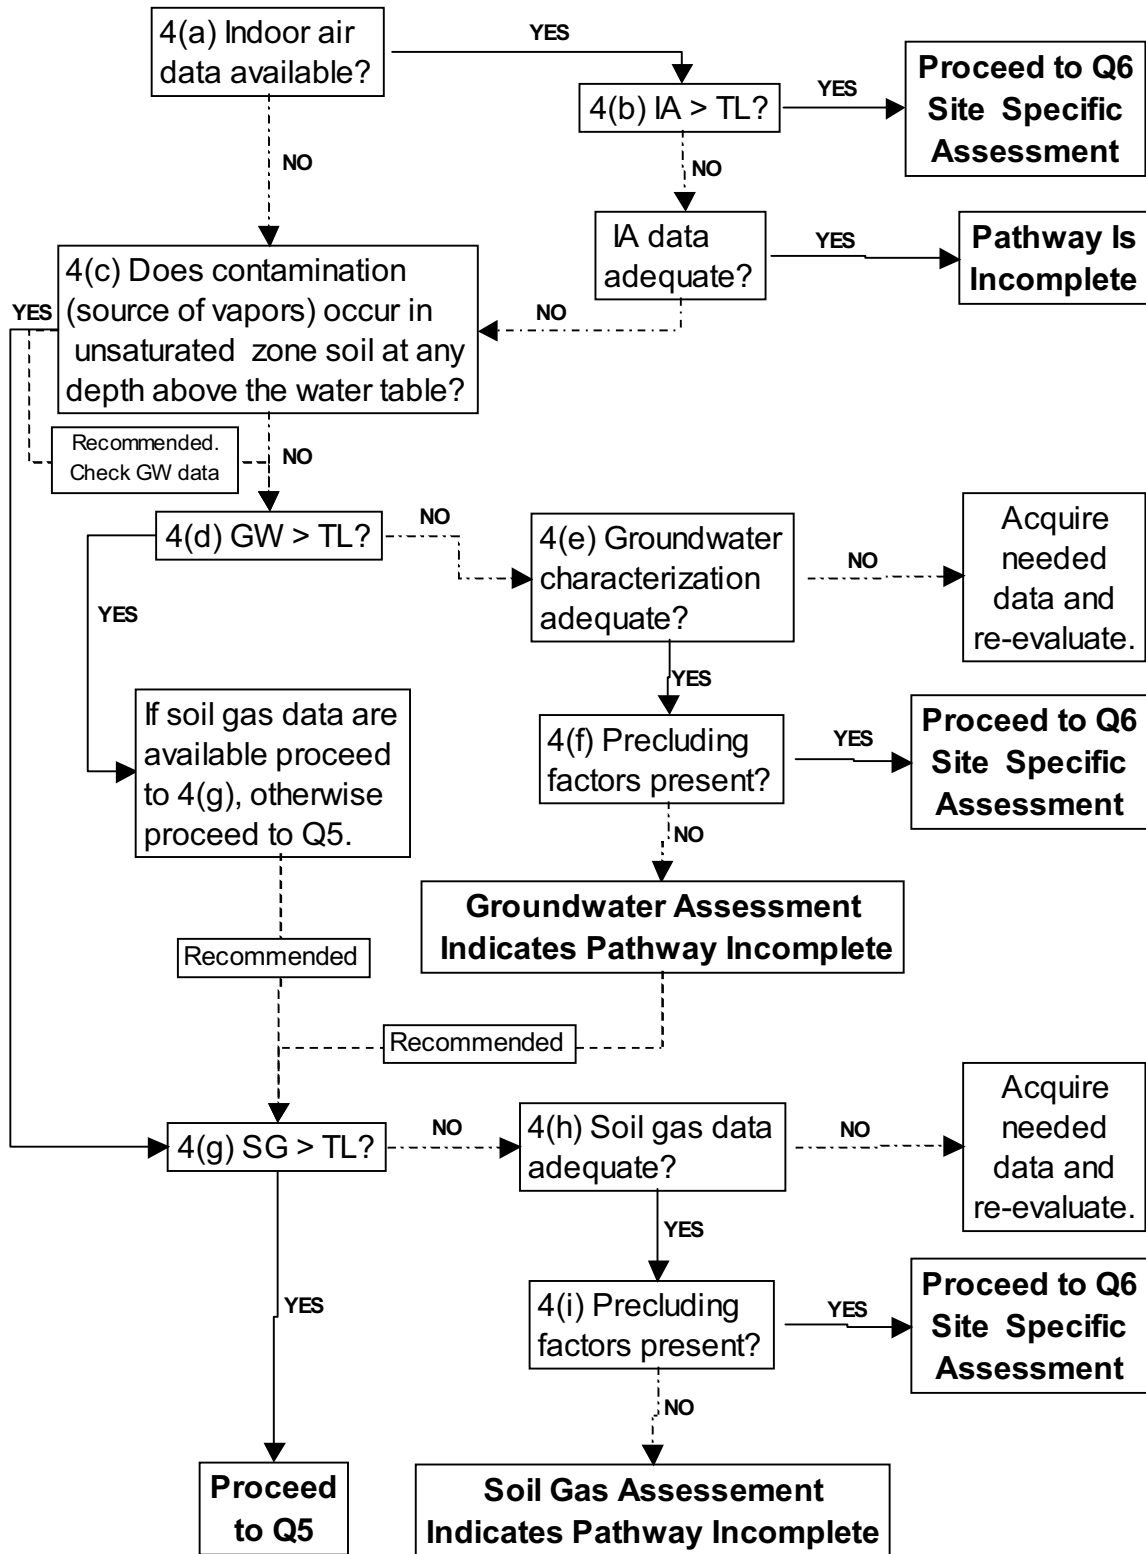 4(a) Indoor air
data available?
YES
4(b) IA > TL?
YES
Proceed to Q6
Site Specific
Assessment
NO
NO
IA data
adequate?
YES
Pathway Is
Incomplete
NO
4(c) Does contamination
(source of vapors) occur in
unsaturated zone soil at any
depth above the water table?
YES
Recommended.
Check GW data
NO
4(d) GW > TL?
NO
4(e) Groundwater
characterization
adequate?
NO
Acquire
needed
data and
re-evaluate.
YES
YES
If soil gas data are
available proceed
to 4(g), otherwise
proceed to Q5.
4(f) Precluding
factors present?
YES
Proceed to Q6
Site Specific
Assessment
NO
Groundwater Assessment
Indicates Pathway Incomplete
Recommended
Recommended
4(g) SG > TL?
NO
4(h) Soil gas data
adequate?
NO
Acquire
needed
data and
re-evaluate.
YES
YES
4(i) Precluding
factors present?
YES
Proceed to Q6
Site Specific
Assessment
NO
Proceed
to Q5
Soil Gas Assessement
Indicates Pathway Incomplete